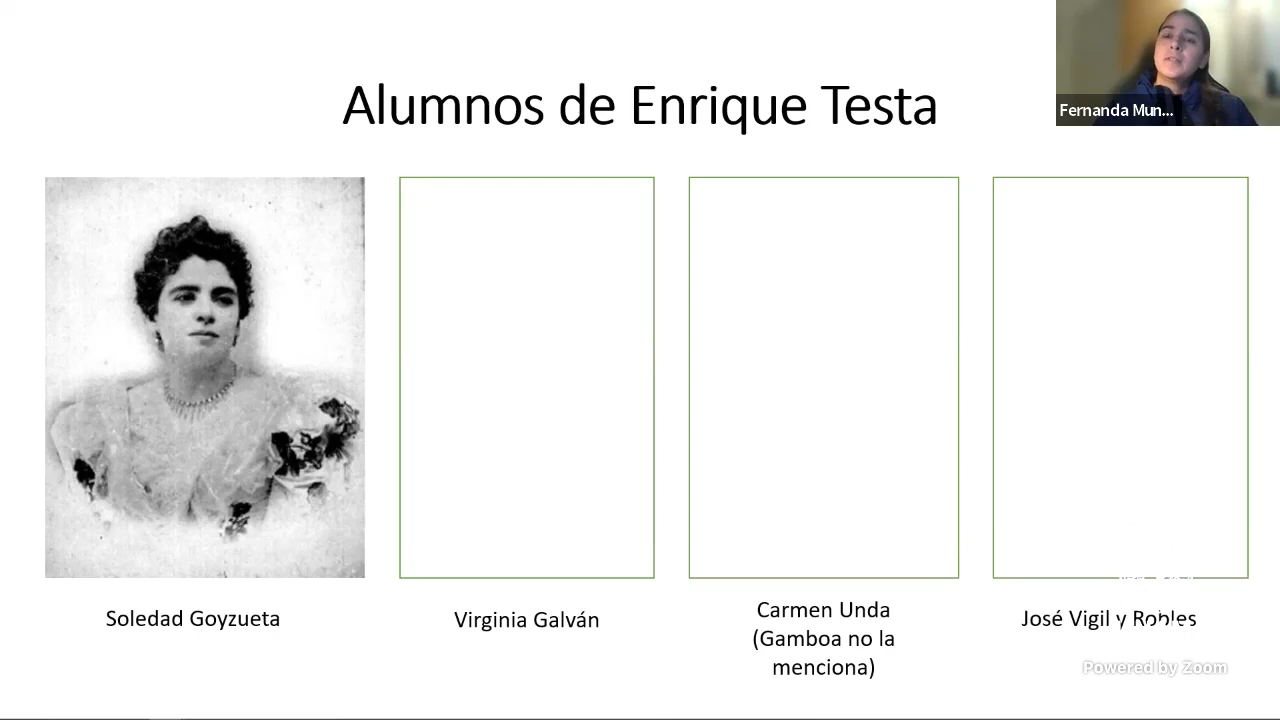 Alumnos de Enrique Testa
Fernanda Mun...
Soledad Goyzueta
Virginia Galván
Carmen Unda
(Gamboa no la
menciona)
José Vigil y Robles
Powered by Zoom